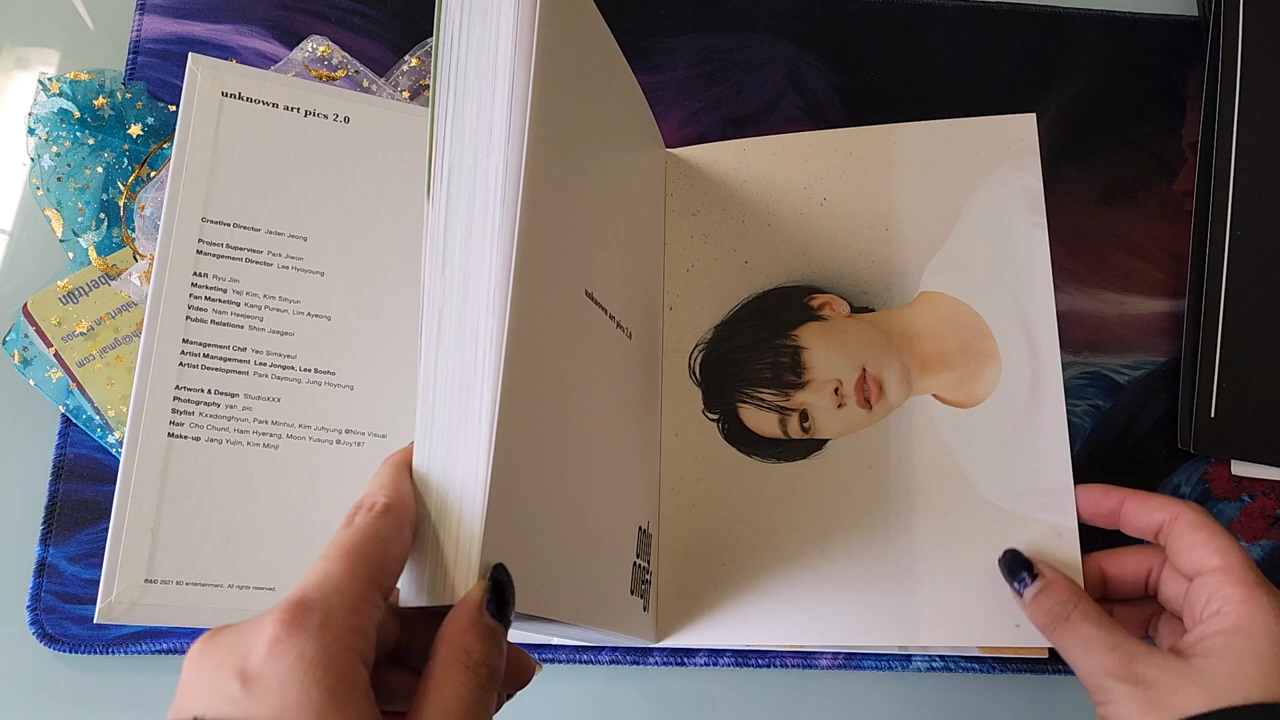 unknown art pics 2.0
Creative Director Jaden Jeong
Project Supervisor Park Jiwon
Management Director Lee Hyoyoung
A&R Ryu Jiin
Marketing Yeji Kim, Kim Sihyun
Fan Marketing Kang Pureun, Lim Ayeong
Video Nam Heejeong
Public Relations Shim Jaegeol
Management Chif Yeo Simkyeul
Artist Management Lee Jongok, Lee Sooho
Artist Development Park Dayoung, Jung Hoyoung
Artwork & Design StudioXXX
Photography yan_pic
Stylist Kxxdonghyun, Park Minhui, Kim Juhyung @Nine Visual
Hair Cho Chunil, Ham Hyerang, Moon Yusung @Joy187
Make-up Jang Yujin, Kim Minji
℗&© 2021 8D entertainment. All rights reserved.
unknown art pics 2.0
only
oneof